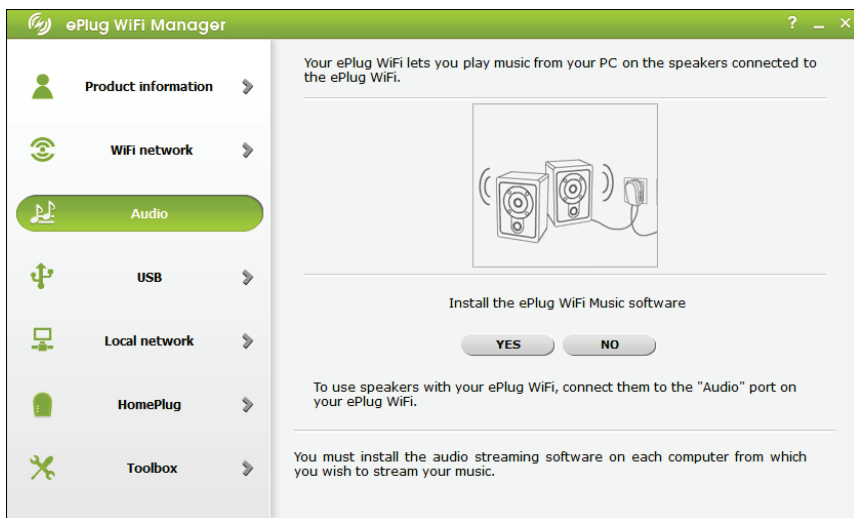 ePlug WiFi Manager ? _ ×
Product information
WiFi network
Audio
USB
Local network
HomePlug
Toolbox
Your ePlug WiFi lets you play music from your PC on the speakers connected to
the ePlug WiFi.
Install the ePlug WiFi Music software
YES NO
To use speakers with your ePlug WiFi, connect them to the "Audio" port on
your ePlug WiFi.
You must install the audio streaming software on each computer from which
you wish to stream your music.